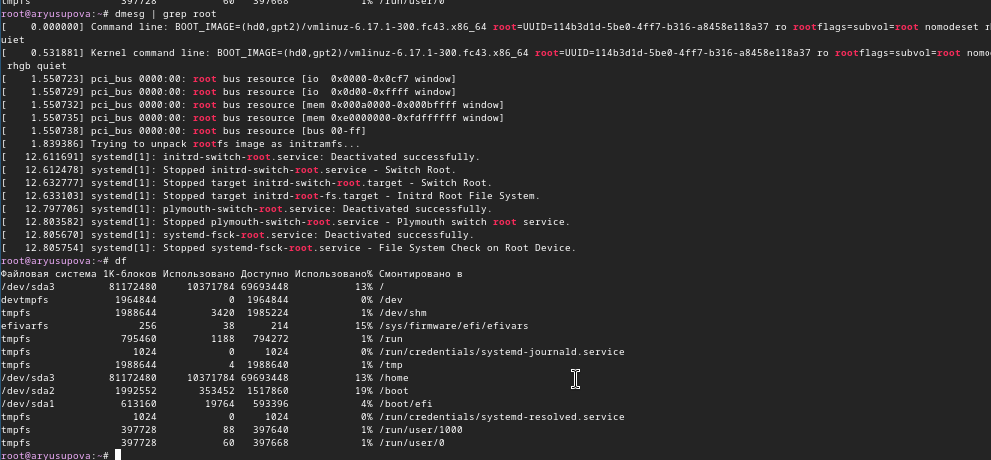 root@aryusupova:~# dmesg | grep root
[    0.000000] Command line: BOOT_IMAGE=(hd0,gpt2)/vmlinuz-6.17.1-300.fc43.x86_64 root=UUID=114b3d1d-5be0-4ff7-b316-a8458e118a37 ro rootflags=subvol=root nomodeset
uiet
[    0.531881] Kernel command line: BOOT_IMAGE=(hd0,gpt2)/vmlinuz-6.17.1-300.fc43.x86_64 root=UUID=114b3d1d-5be0-4ff7-b316-a8458e118a37 ro rootflags=subvol=root nomo
 rhgb quiet
[    1.550723] pci_bus 0000:00: root bus resource [io  0x0000-0x0cf7 window]
[    1.550729] pci_bus 0000:00: root bus resource [io  0x0d00-0xffff window]
[    1.550732] pci_bus 0000:00: root bus resource [mem 0x000a0000-0x000bffff window]
[    1.550735] pci_bus 0000:00: root bus resource [mem 0xe0000000-0xfdffffff window]
[    1.550738] pci_bus 0000:00: root bus resource [bus 00-ff]
[    1.839386] Trying to unpack rootfs image as initramfs...
[   12.611691] systemd[1]: initrd-switch-root.service: Deactivated successfully.
[   12.612478] systemd[1]: Stopped initrd-switch-root.service - Switch Root.
[   12.632777] systemd[1]: Stopped target initrd-switch-root.target - Switch Root.
[   12.633103] systemd[1]: Stopped target initrd-root-fs.target - Initrd Root File System.
[   12.797706] systemd[1]: plymouth-switch-root.service: Deactivated successfully.
[   12.803582] systemd[1]: Stopped plymouth-switch-root.service - Plymouth switch root service.
[   12.805670] systemd[1]: systemd-fsck-root.service: Deactivated successfully.
[   12.805754] systemd[1]: Stopped systemd-fsck-root.service - File System Check on Root Device.
root@aryusupova:~# df
Файловая система 1K-блоков Использовано Доступно Использовано% Смонтировано в
/dev/sda3         81172480     10371784 69693448           13% /
devtmpfs           1964844            0  1964844            0% /dev
tmpfs              1988644         3420  1985224            1% /dev/shm
efivarfs               256           38      214           15% /sys/firmware/efi/efivars
tmpfs               795460         1188   794272            1% /run
tmpfs                 1024            0     1024            0% /run/credentials/systemd-journald.service
tmpfs              1988644            4  1988640            1% /tmp
/dev/sda3         81172480     10371784 69693448           13% /home
/dev/sda2          1992552       353452  1517860           19% /boot
/dev/sda1           613160        19764   593396            4% /boot/efi
tmpfs                 1024            0     1024            0% /run/credentials/systemd-resolved.service
tmpfs               397728           88   397640            1% /run/user/1000
tmpfs               397728           60   397668            1% /run/user/0
root@aryusupova:~#